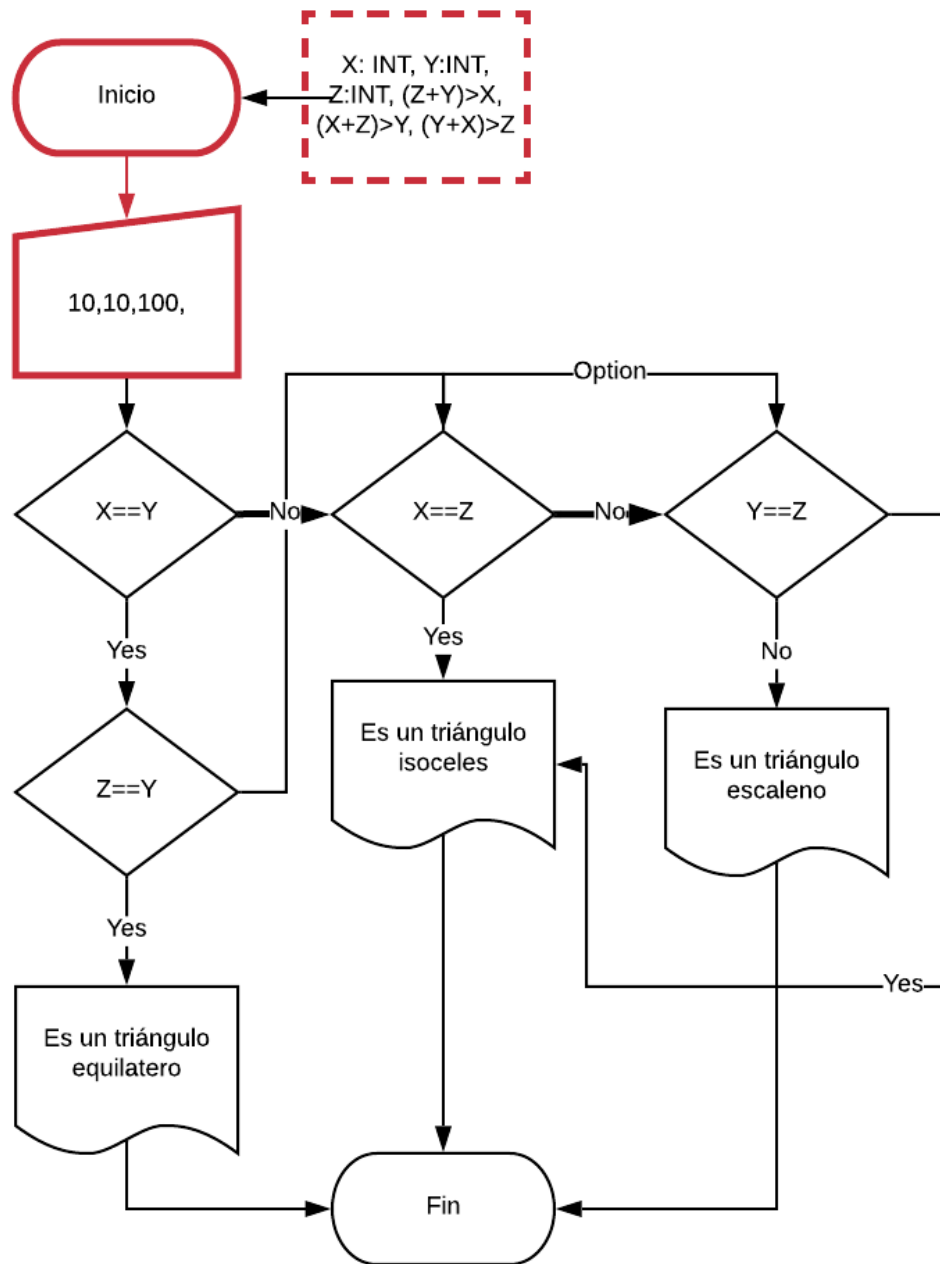 Inicio
X: INT, Y:INT,
Z:INT, (Z+Y)>X,
(X+Z)>Y, (Y+X)>Z
10,10,100,
Option
X==Y
No
X==Z
No
Y==Z
Yes
Yes
No
Es un triángulo
isoceles
Es un triángulo
escaleno
Z==Y
Yes
Yes
Es un triángulo
equilatero
Fin